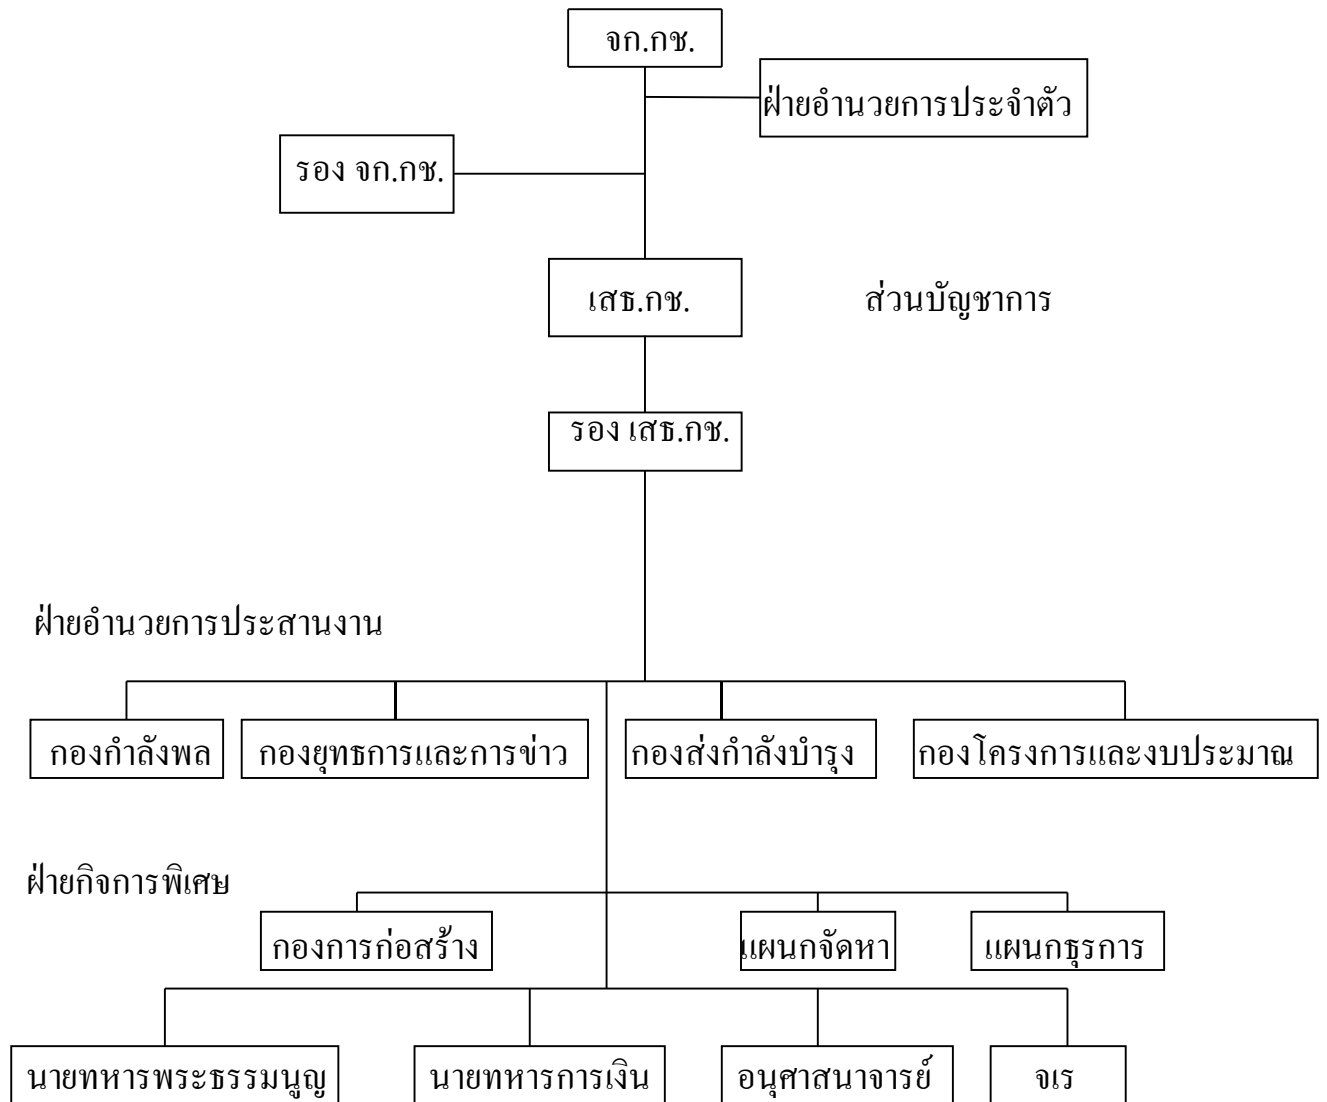 จก.กช.
ฝ่ายอำนวยการประจำตัว
รอง จก.กช.
เสธ.กช.
ส่วนบัญชาการ
รอง เสธ.กช.
ฝ่ายอำนวยการประสานงาน
กองกำลังพล
กองยุทธการและการข่าว
กองส่งกำลังบำรุง
กองโครงการและงบประมาณ
ฝ่ายกิจการพิเศษ
กองการก่อสร้าง
แผนกจัดหา
แผนกธุรการ
นายทหารพระธรรมนูญ
นายทหารการเงิน
อนุศาสนาจารย์
จเร